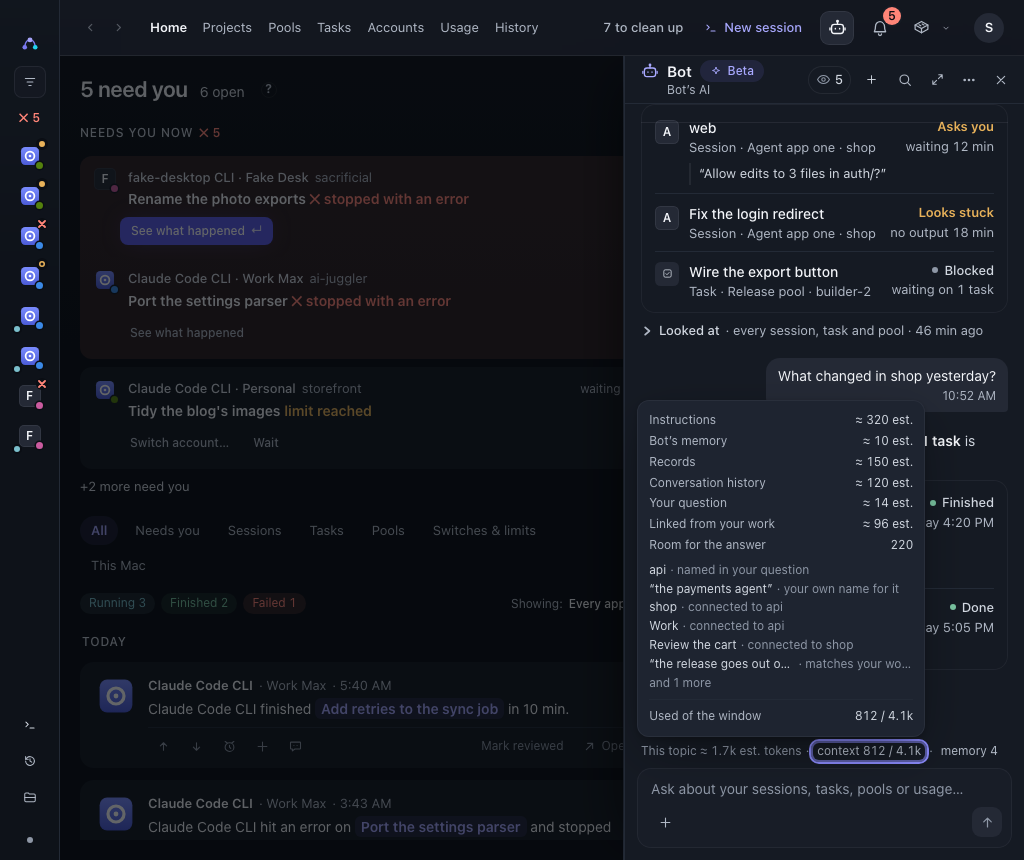 Home Projects Pools Tasks Accounts Usage History 7 to clean up New session 5 S
5
5 need you 6 open ?
NEEDS YOU NOW 5
F fake-desktop CLI · Fake Desk sacrificial
Rename the photo exports stopped with an error
See what happened
Claude Code CLI · Work Max ai-juggler
Port the settings parser stopped with an error
See what happened
Claude Code CLI · Personal storefront waiting
Tidy the blog's images limit reached
Switch account... Wait
+2 more need you
All Needs you Sessions Tasks Pools Switches & limits
This Mac
Running 3 Finished 2 Failed 1 Showing: Every app
TODAY
Claude Code CLI · Work Max · 5:40 AM
Claude Code CLI finished Add retries to the sync job in 10 min.
Mark reviewed Ope
Claude Code CLI · Work Max · 3:43 AM
Claude Code CLI hit an error on Port the settings parser and stopped
F
F
Bot Beta 5
Bot's AI
A web Asks you
Session · Agent app one · shop waiting 12 min
“Allow edits to 3 files in auth/?”
A Fix the login redirect Looks stuck
Session · Agent app one · shop no output 18 min
Wire the export button Blocked
Task · Release pool · builder-2 waiting on 1 task
Looked at · every session, task and pool · 46 min ago
What changed in shop yesterday?
10:52 AM
task is
Finished
ay 4:20 PM
Done
ay 5:05 PM
Instructions ≈ 320 est.
Bot's memory ≈ 10 est.
Records ≈ 150 est.
Conversation history ≈ 120 est.
Your question ≈ 14 est.
Linked from your work ≈ 96 est.
Room for the answer 220
api · named in your question
“the payments agent” · your own name for it
shop · connected to api
Work · connected to api
Review the cart · connected to shop
“the release goes out o... · matches your wo...
and 1 more
Used of the window 812 / 4.1k
This topic ≈ 1.7k est. tokens · context 812 / 4.1k · memory 4
Ask about your sessions, tasks, pools or usage...